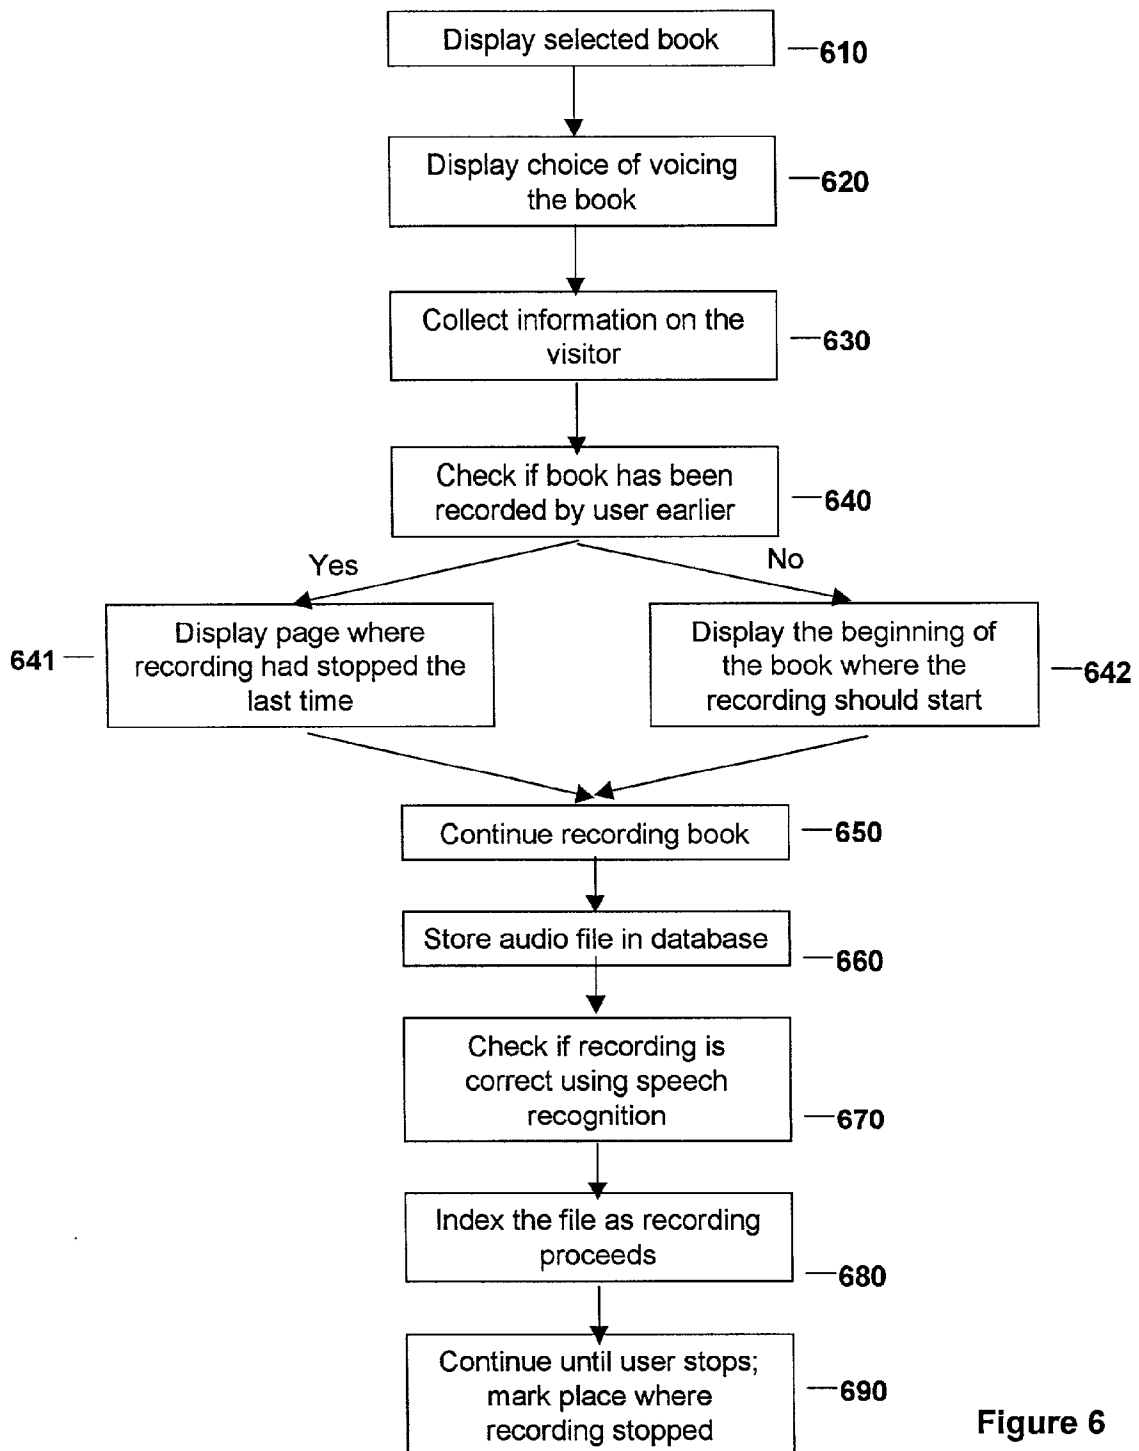 Display selected book
610
Display choice of voicing
the book
620
Collect information on the
visitor
630
Check if book has been
recorded by user earlier
640
Yes
No
641
Display page where
recording had stopped the
last time
Display the beginning of
the book where the
recording should start
642
Continue recording book
650
Store audio file in database
660
Check if recording is
correct using speech
recognition
670
Index the file as recording
proceeds
680
Continue until user stops;
mark place where
recording stopped
690
Figure 6